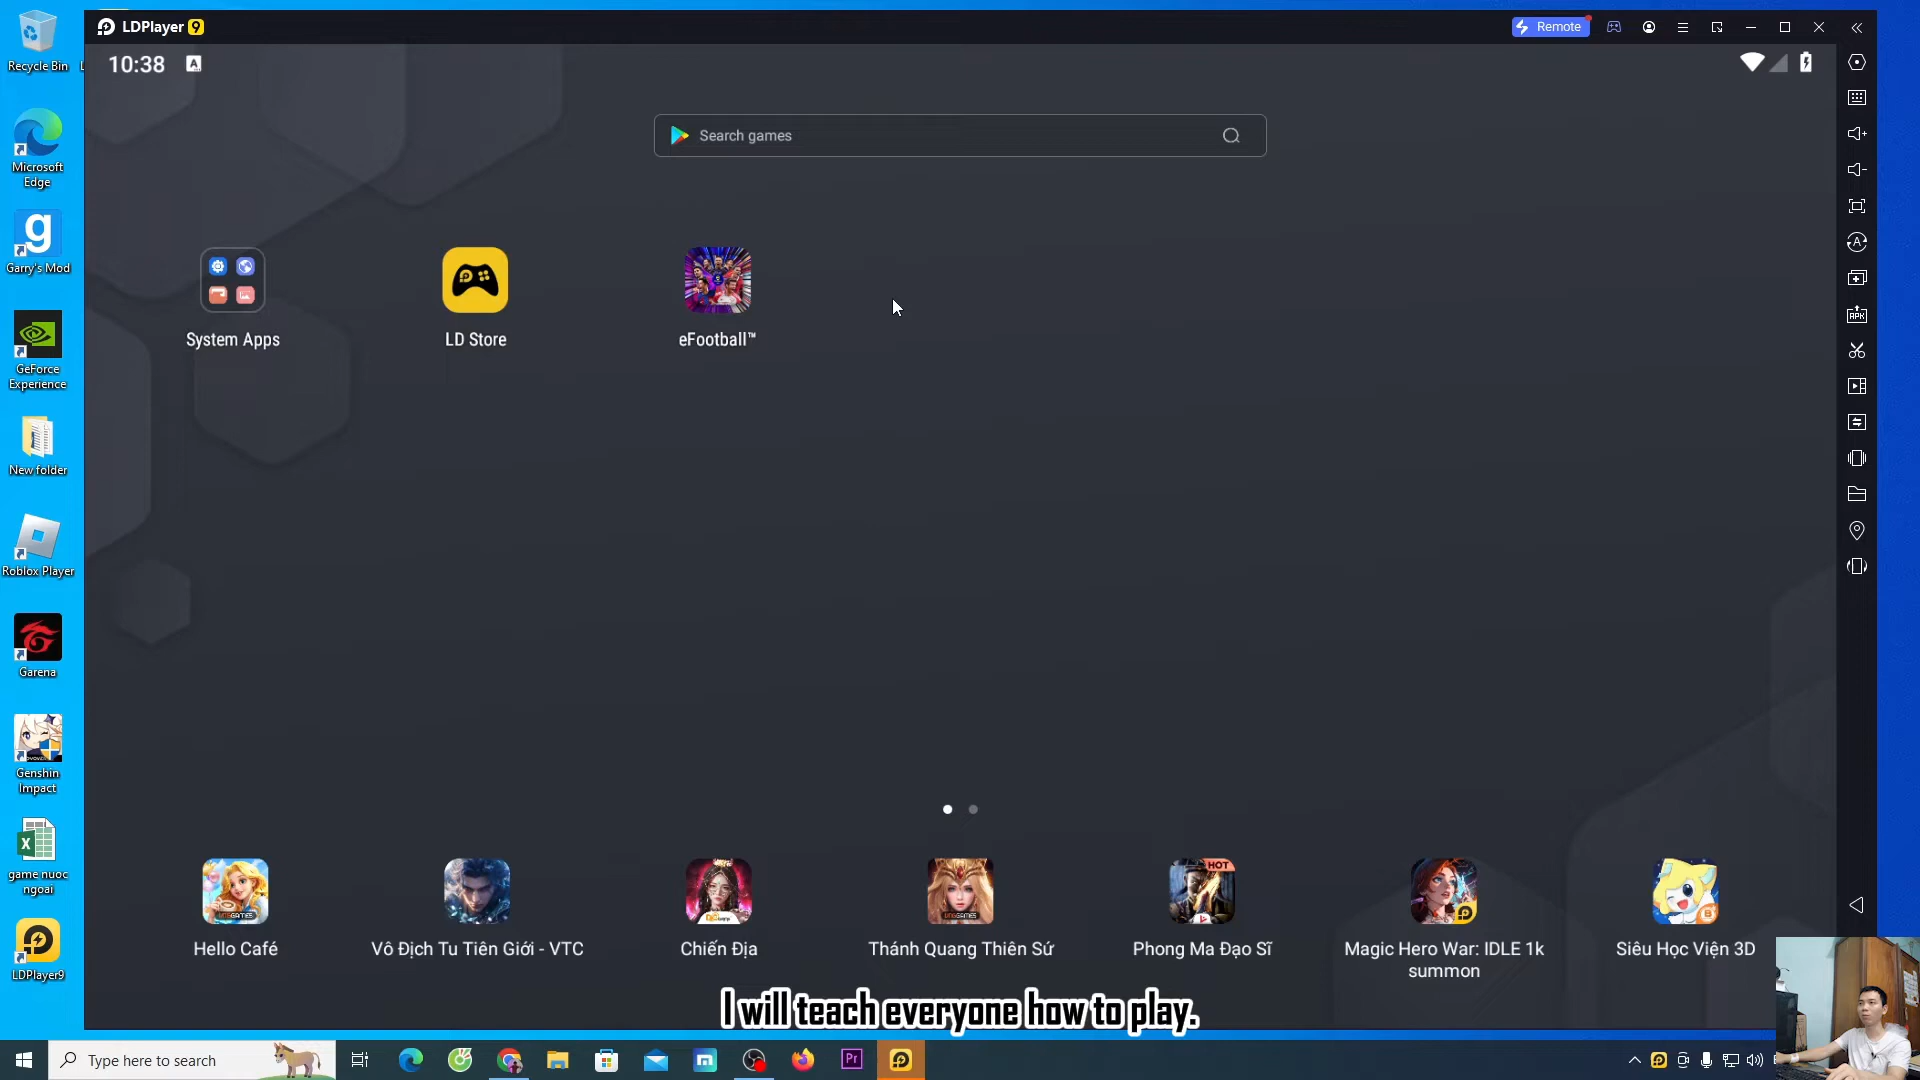 LDPlayer 9
Remote
10:38
A
Search games
System Apps
LD Store
eFootball™
Recycle Bin
Microsoft
Edge
Garry's Mod
GeForce
Experience
New folder
Roblox Player
Garena
Genshin
Impact
game nuoc
ngoai
LDPlayer9
APK
HOT
Hello Café
Vô Địch Tu Tiên Giới - VTC
Chiến Địa
Thánh Quang Thiên Sứ
Phong Ma Đạo Sĩ
Magic Hero War: IDLE 1k
summon
Siêu Học Viện 3D
I will teach everyone how to play.
Type here to search
Pr